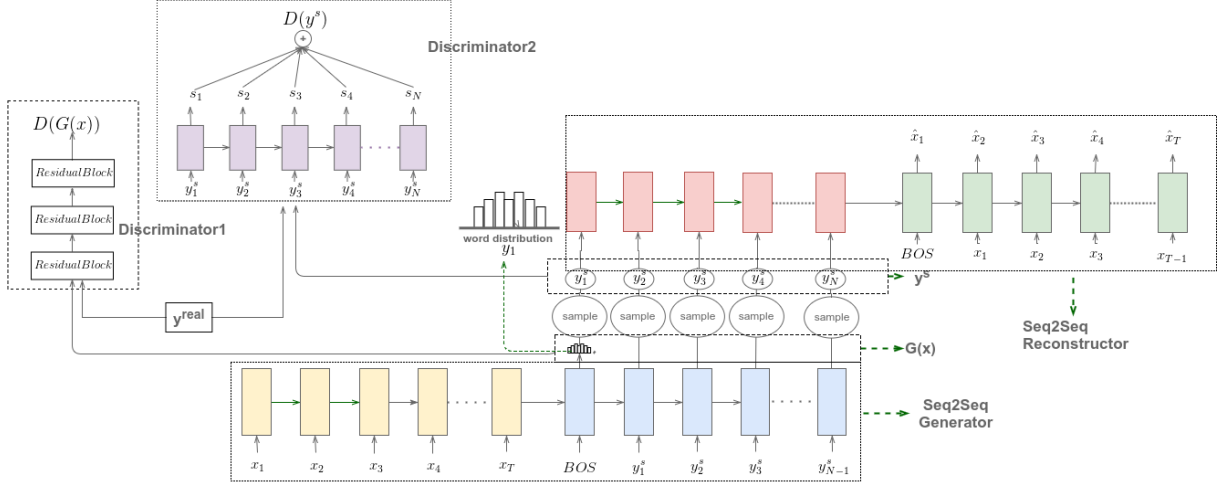 D(y^s)
+
Discriminator2
s_1 s_2 s_3 s_4 s_N
y_1^s y_2^s y_3^s y_4^s y_N^s
D(G(x))
ResidualBlock
ResidualBlock
ResidualBlock
Discriminator1
y^real
word distribution
y_1
x̂_1 x̂_2 x̂_3 x̂_4 x̂_T
BOS x_1 x_2 x_3 x_{T-1}
y_1^s y_2^s y_3^s y_4^s y_N^s
y^s
sample sample sample sample sample
Seq2Seq
Reconstructor
G(x)
Seq2Seq
Generator
x_1 x_2 x_3 x_4 x_T BOS y_1^s y_2^s y_3^s y_{N-1}^s